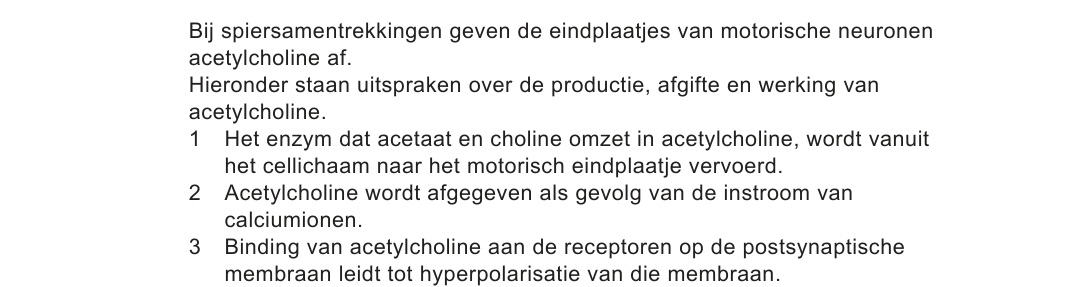 Bij spiersamentrekkingen geven de eindplaatjes van motorische neuronen
acetylcholine af.
Hieronder staan uitspraken over de productie, afgifte en werking van
acetylcholine.
1 Het enzym dat acetaat en choline omzet in acetylcholine, wordt vanuit
het cellichaam naar het motorisch eindplaatje vervoerd.
2 Acetylcholine wordt afgegeven als gevolg van de instroom van
calciumionen.
3 Binding van acetylcholine aan de receptoren op de postsynaptische
membraan leidt tot hyperpolarisatie van die membraan.